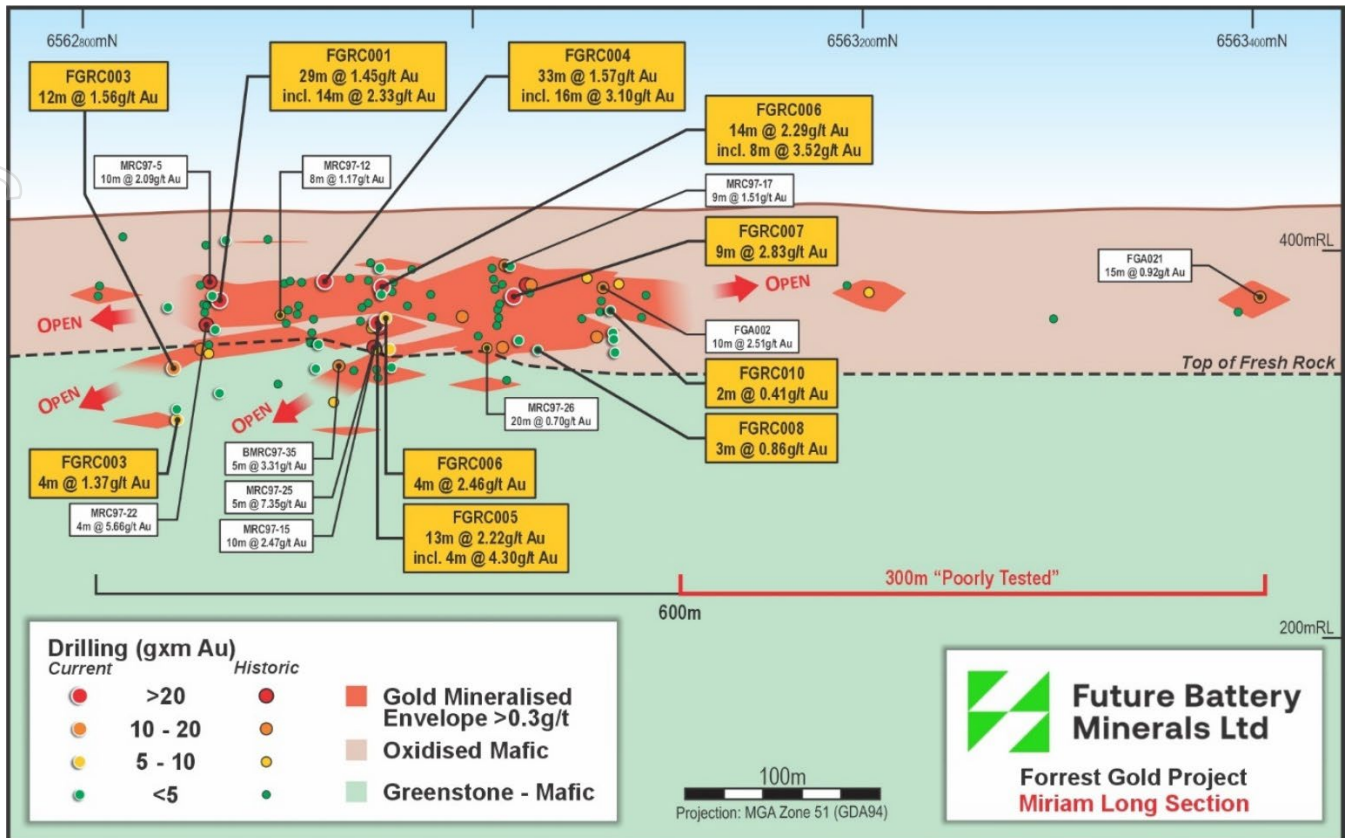 6562800mN
6563200mN
6563400mN
FGRC003
12m @ 1.56g/t Au
FGRC001
29m @ 1.45g/t Au
incl. 14m @ 2.33g/t Au
FGRC004
33m @ 1.57g/t Au
incl. 16m @ 3.10g/t Au
FGRC006
14m @ 2.29g/t Au
incl. 8m @ 3.52g/t Au
MRC97-5
10m @ 2.09g/t Au
MRC97-12
8m @ 1.17g/t Au
MRC97-17
9m @ 1.51g/t Au
FGRC007
9m @ 2.83g/t Au
400mRL
FGA021
15m @ 0.92g/t Au
OPEN
OPEN
FGA002
10m @ 2.51g/t Au
Top of Fresh Rock
OPEN
OPEN
FGRC010
2m @ 0.41g/t Au
MRC97-26
20m @ 0.70g/t Au
FGRC008
3m @ 0.86g/t Au
FGRC003
4m @ 1.37g/t Au
BMRC97-35
5m @ 3.31g/t Au
FGRC006
4m @ 2.46g/t Au
MRC97-25
5m @ 7.35g/t Au
MRC97-22
4m @ 5.66g/t Au
MRC97-15
10m @ 2.47g/t Au
FGRC005
13m @ 2.22g/t Au
incl. 4m @ 4.30g/t Au
300m "Poorly Tested"
600m
200mRL
Drilling (gxm Au)
Current Historic
>20
10 - 20
5 - 10
<5
Gold Mineralised
Envelope >0.3g/t
Oxidised Mafic
Greenstone - Mafic
100m
Projection: MGA Zone 51 (GDA94)
Future Battery
Minerals Ltd
Forrest Gold Project
Miriam Long Section